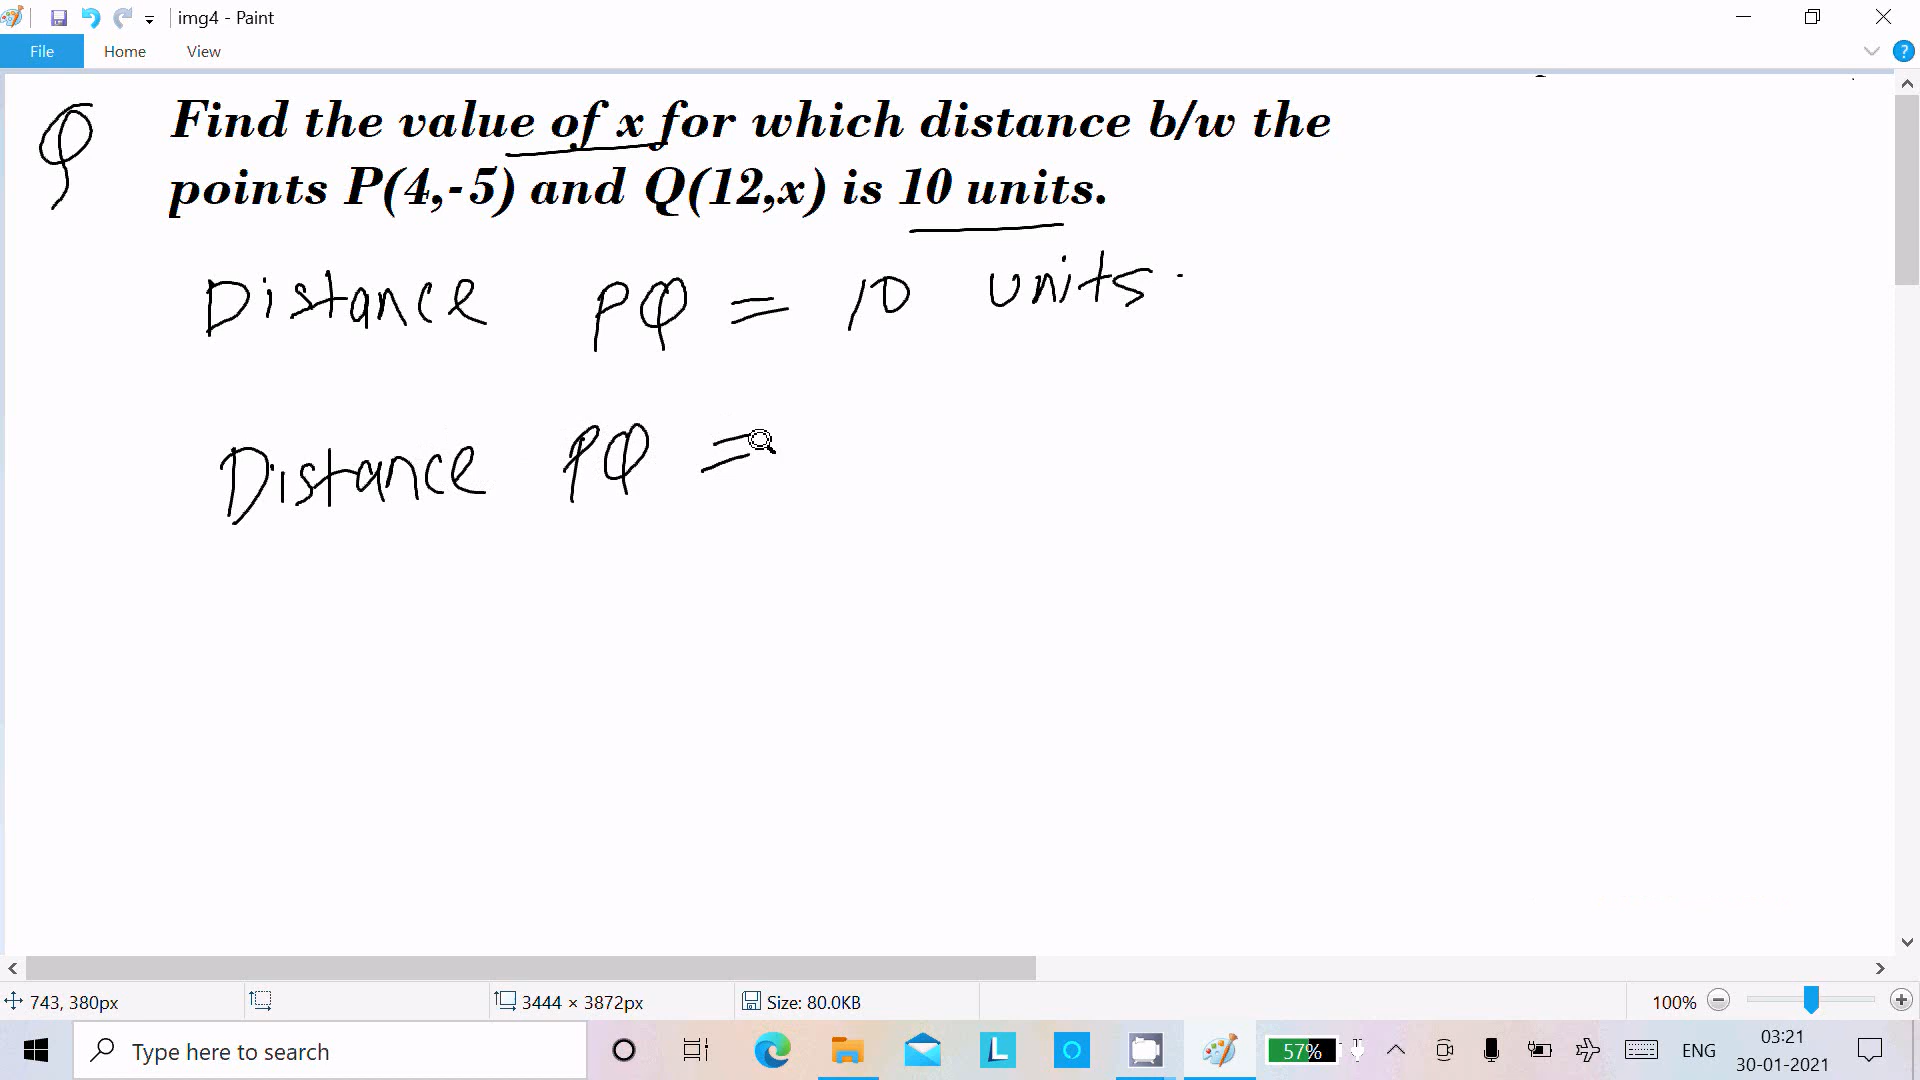 img4 - Paint
File Home View
Q Find the value of x for which distance b/w the
points P(4,-5) and Q(12,x) is 10 units.
Distance PQ = 10 units.
Distance PQ =
743, 380px 3444 × 3872px Size: 80.0KB 100%
Type here to search 57% ENG 03:21
30-01-2021